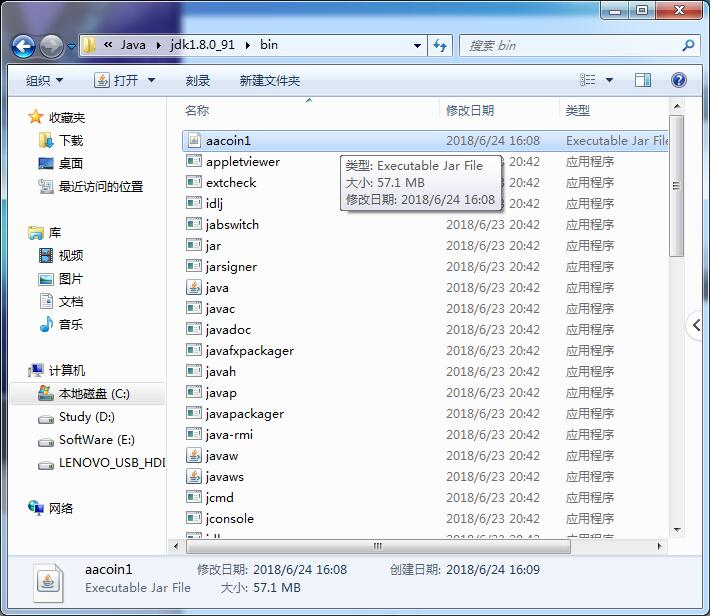 « Java ▸ jdk1.8.0_91 ▸ bin
搜索 bin
组织 打开 刻录 新建文件夹
名称 修改日期 类型
收藏夹
下载
桌面
最近访问的位置
库
视频
图片
文档
音乐
计算机
本地磁盘 (C:)
Study (D:)
SoftWare (E:)
LENOVO_USB_HDD
网络
aacoin1 2018/6/24 16:08 Executable Jar File
appletviewer 20:42 应用程序
extcheck 20:42 应用程序
idlj 20:42 应用程序
类型: Executable Jar File
大小: 57.1 MB
修改日期: 2018/6/24 16:08
jabswitch 2018/6/23 20:42 应用程序
jar 2018/6/23 20:42 应用程序
jarsigner 2018/6/23 20:42 应用程序
java 2018/6/23 20:42 应用程序
javac 2018/6/23 20:42 应用程序
javadoc 2018/6/23 20:42 应用程序
javafxpackager 2018/6/23 20:42 应用程序
javah 2018/6/23 20:42 应用程序
javap 2018/6/23 20:42 应用程序
javapackager 2018/6/23 20:42 应用程序
java-rmi 2018/6/23 20:42 应用程序
javaw 2018/6/23 20:42 应用程序
javaws 2018/6/23 20:42 应用程序
jcmd 2018/6/23 20:42 应用程序
jconsole 2018/6/23 20:42 应用程序
aacoin1 修改日期: 2018/6/24 16:08 创建日期: 2018/6/24 16:09
Executable Jar File 大小: 57.1 MB